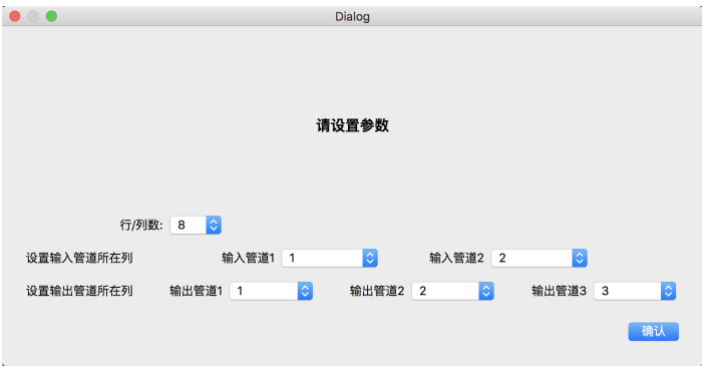 Dialog
请设置参数
行/列数: 8
设置输入管道所在列 输入管道1 1 输入管道2 2
设置输出管道所在列 输出管道1 1 输出管道2 2 输出管道3 3
确认